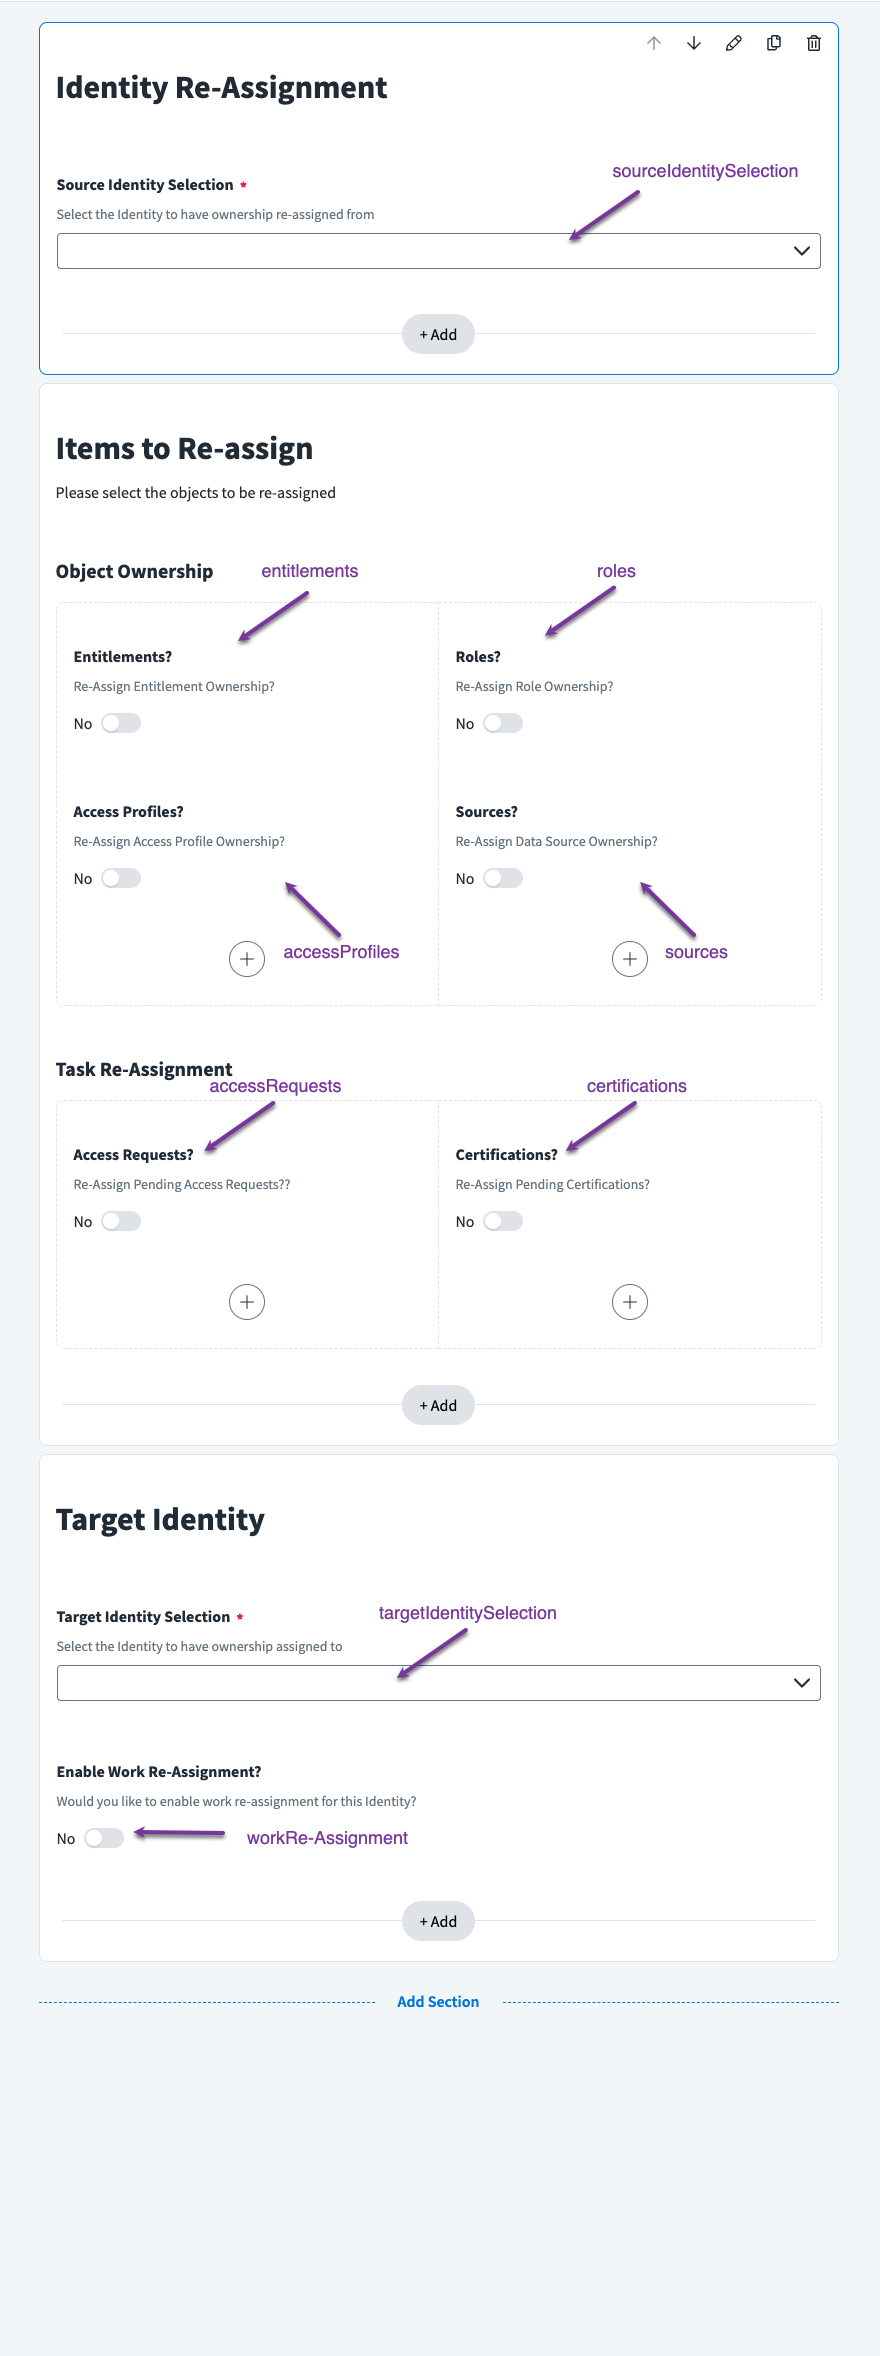 Identity Re-Assignment
sourceIdentitySelection
Source Identity Selection *
Select the Identity to have ownership re-assigned from
+ Add
Items to Re-assign
Please select the objects to be re-assigned
Object Ownership
entitlements
roles
Entitlements?
Re-Assign Entitlement Ownership?
No
Roles?
Re-Assign Role Ownership?
No
Access Profiles?
Re-Assign Access Profile Ownership?
No
accessProfiles
Sources?
Re-Assign Data Source Ownership?
No
sources
Task Re-Assignment
accessRequests
certifications
Access Requests?
Re-Assign Pending Access Requests??
No
Certifications?
Re-Assign Pending Certifications?
No
+ Add
Target Identity
targetIdentitySelection
Target Identity Selection *
Select the Identity to have ownership assigned to
Enable Work Re-Assignment?
Would you like to enable work re-assignment for this Identity?
No
workRe-Assignment
+ Add
Add Section